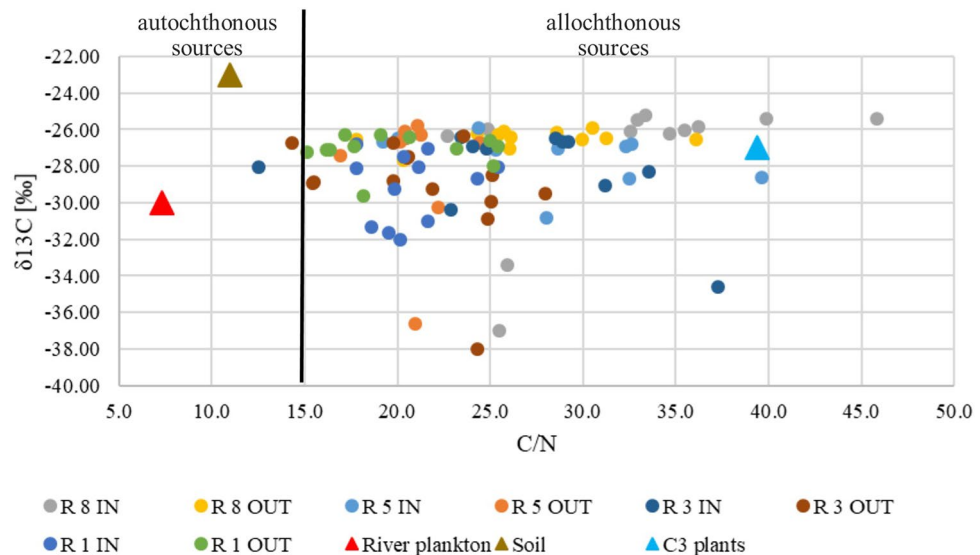 autochthonous
sources
allochthonous
sources
-22.00
-24.00
-26.00
-28.00
-30.00
-32.00
-34.00
-36.00
-38.00
-40.00
δ13C [‰]
5.0 10.0 15.0 20.0 25.0 30.0 35.0 40.0 45.0 50.0
C/N
R 8 IN R 8 OUT R 5 IN R 5 OUT R 3 IN R 3 OUT
R 1 IN R 1 OUT River plankton Soil C3 plants